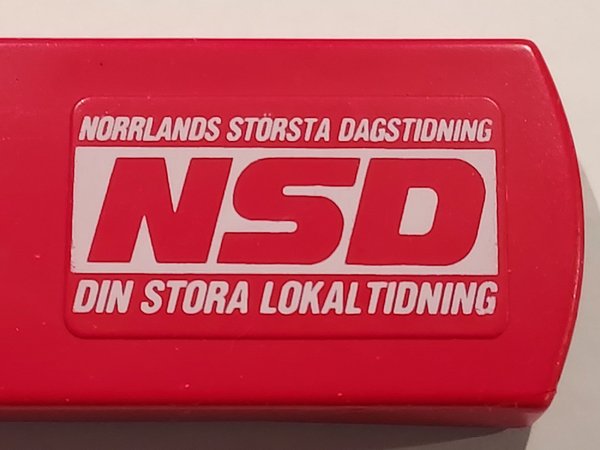 NORRLANDS STÖRSTA DAGSTIDNING
NSD
DIN STORA LOKALTIDNING